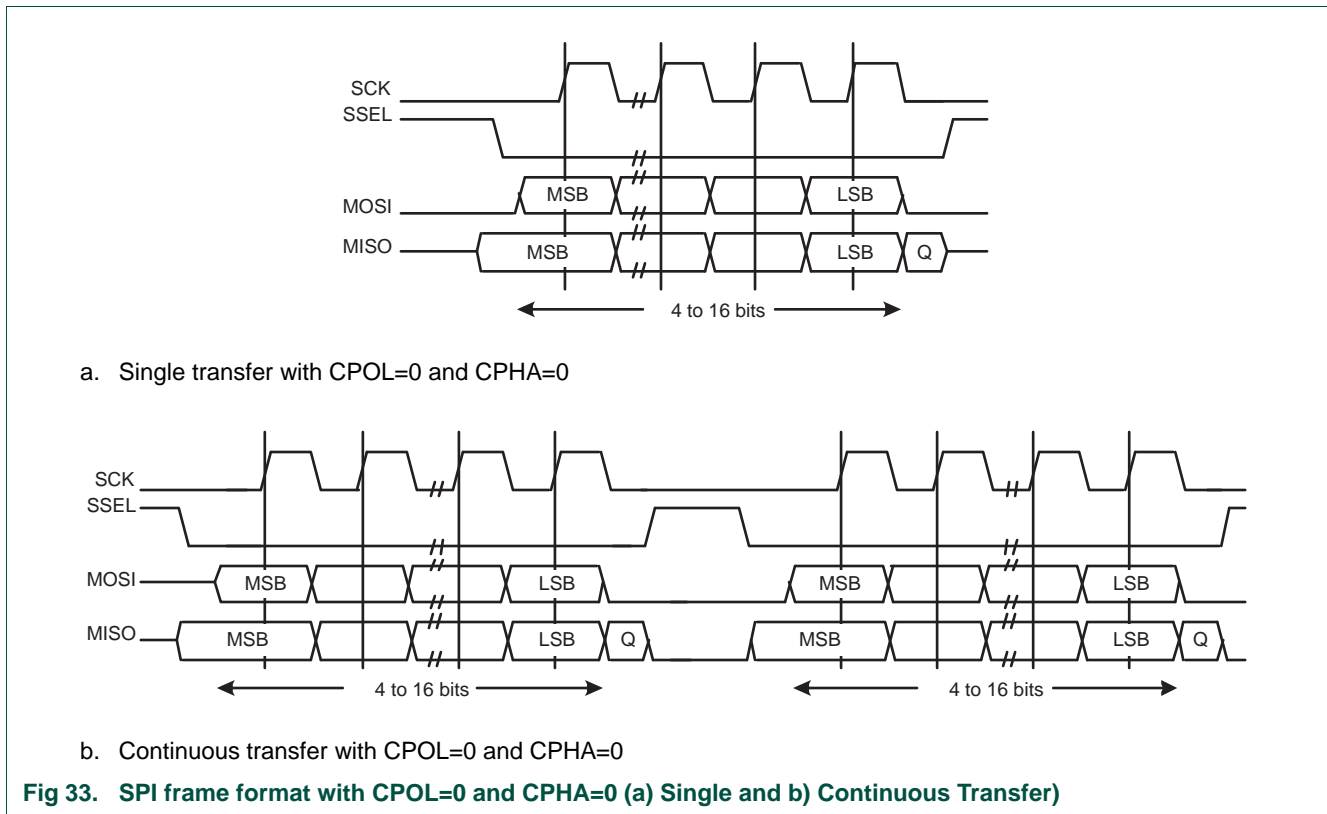 SCK
SSEL
MOSI MSB LSB
MISO MSB LSB Q
4 to 16 bits
a. Single transfer with CPOL=0 and CPHA=0
SCK
SSEL
MOSI MSB LSB MSB LSB
MISO MSB LSB Q MSB LSB Q
4 to 16 bits 4 to 16 bits
b. Continuous transfer with CPOL=0 and CPHA=0
Fig 33. SPI frame format with CPOL=0 and CPHA=0 (a) Single and b) Continuous Transfer)